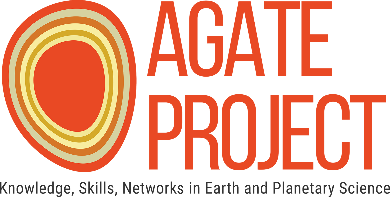 AGATE
PROJECT
Knowledge, Skills, Networks in Earth and Planetary Science